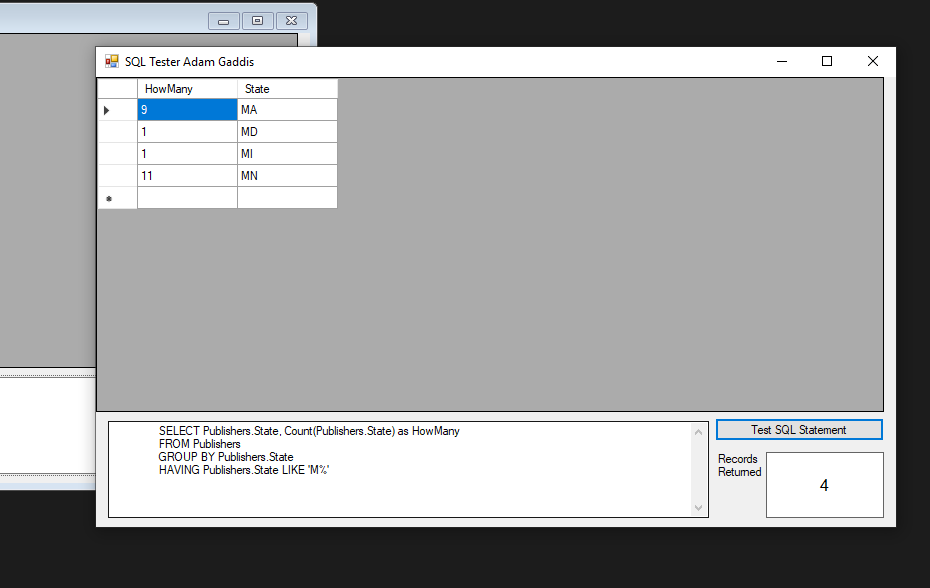 SQL Tester Adam Gaddis
HowMany State
9 MA
1 MD
1 MI
11 MN
SELECT Publishers.State, Count(Publishers.State) as HowMany
FROM Publishers
GROUP BY Publishers.State
HAVING Publishers.State LIKE 'M%'
Test SQL Statement
Records
Returned
4